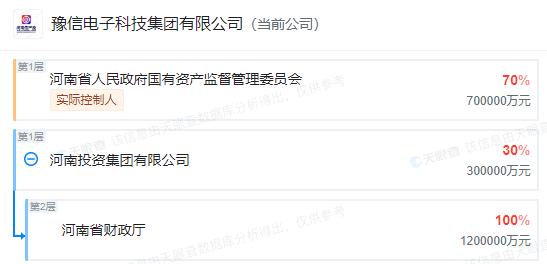 豫信电子科技集团有限公司（当前公司）
第1层
河南省人民政府国有资产监督管理委员会
70%
实际控制人
700000万元
第1层
河南投资集团有限公司
30%
300000万元
第2层
河南省财政厅
100%
1200000万元
天眼查
该信息由天眼查数据库分析得出，仅供参考